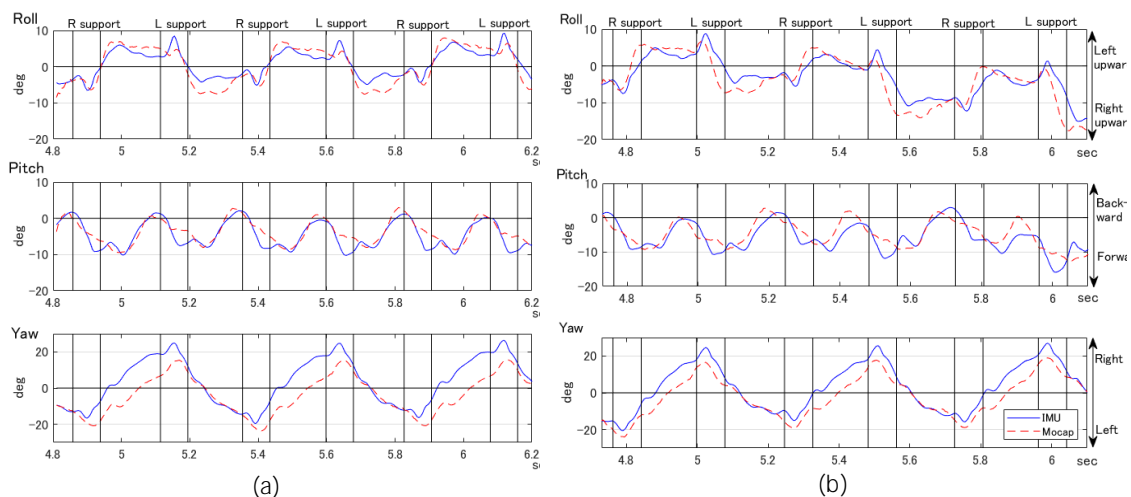 Roll R support L support R support L support R support L support
10
0
deg
-10
-20
4.8 5 5.2 5.4 5.6 5.8 6 6.2
se
Pitch
10
0
deg
-10
-20
4.8 5 5.2 5.4 5.6 5.8 6 6.2
se
Yaw
20
0
deg
-20
4.8 5 5.2 5.4 5.6 5.8 6 6.2
se
(a)
Roll R support L support R support L support R support L support
10
0
deg
-10
-20
Left
upwar
Right
upwar
4.8 5 5.2 5.4 5.6 5.8 6 sec
Pitch
10
0
deg
-10
-20
Back-
ward
Forwa
4.8 5 5.2 5.4 5.6 5.8 6 sec
Yaw
20
0
deg
-20
Right
IMU
Mocap
Left
4.8 5 5.2 5.4 5.6 5.8 6 sec
(b)